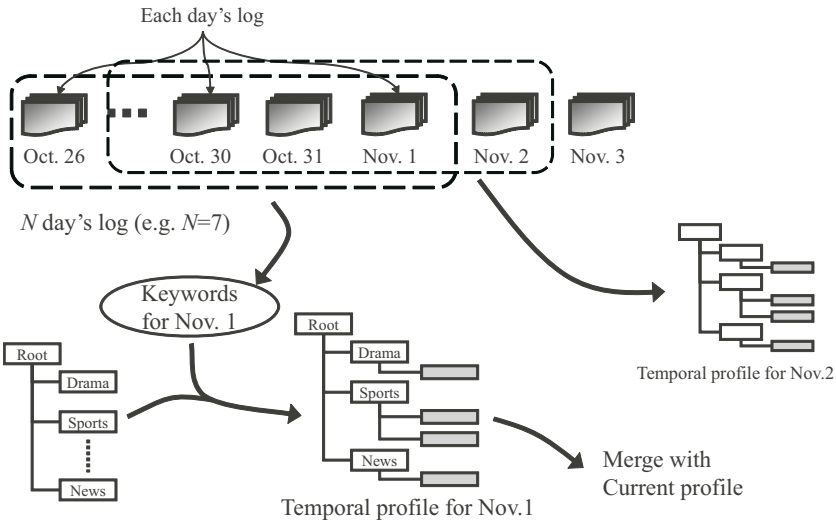 Each day's log
Oct. 26
Oct. 30
Oct. 31
Nov. 1
Nov. 2
Nov. 3
N day's log (e.g. N=7)
Keywords
for Nov. 1
Root
Drama
Sports
News
Root
Drama
Sports
News
Temporal profile for Nov.1
Temporal profile for Nov.2
Merge with
Current profile